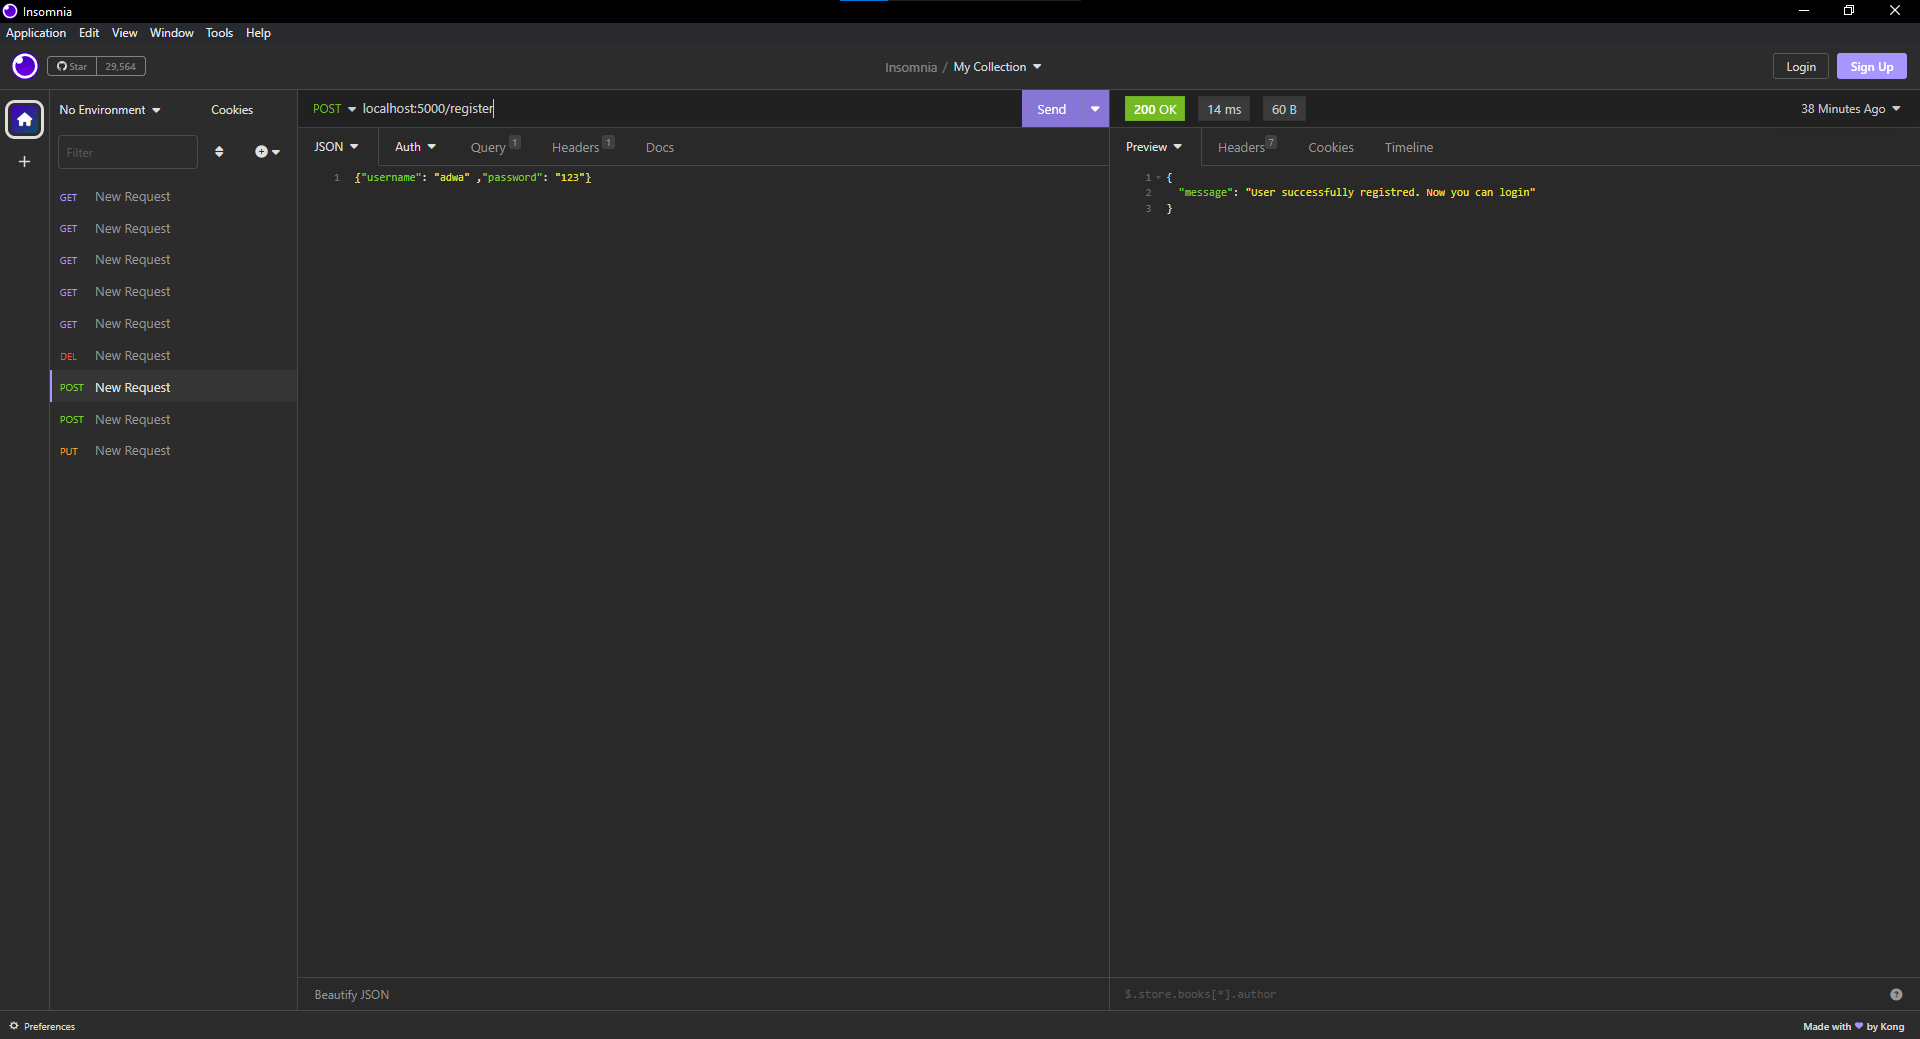 Insomnia
Application Edit View Window Tools Help
Star 29,564
Insomnia / My Collection
Login Sign Up
No Environment Cookies
Filter
GET New Request
GET New Request
GET New Request
GET New Request
GET New Request
DEL New Request
POST New Request
POST New Request
PUT New Request
POST localhost:5000/register Send
JSON Auth Query 1 Headers 1 Docs
1 {"username": "adwa" ,"password": "123"}
Beautify JSON
200 OK 14 ms 60 B 38 Minutes Ago
Preview Headers 7 Cookies Timeline
1 {
2 "message": "User successfully registred. Now you can login"
3 }
$.store.books[*].author
Preferences
Made with by Kong